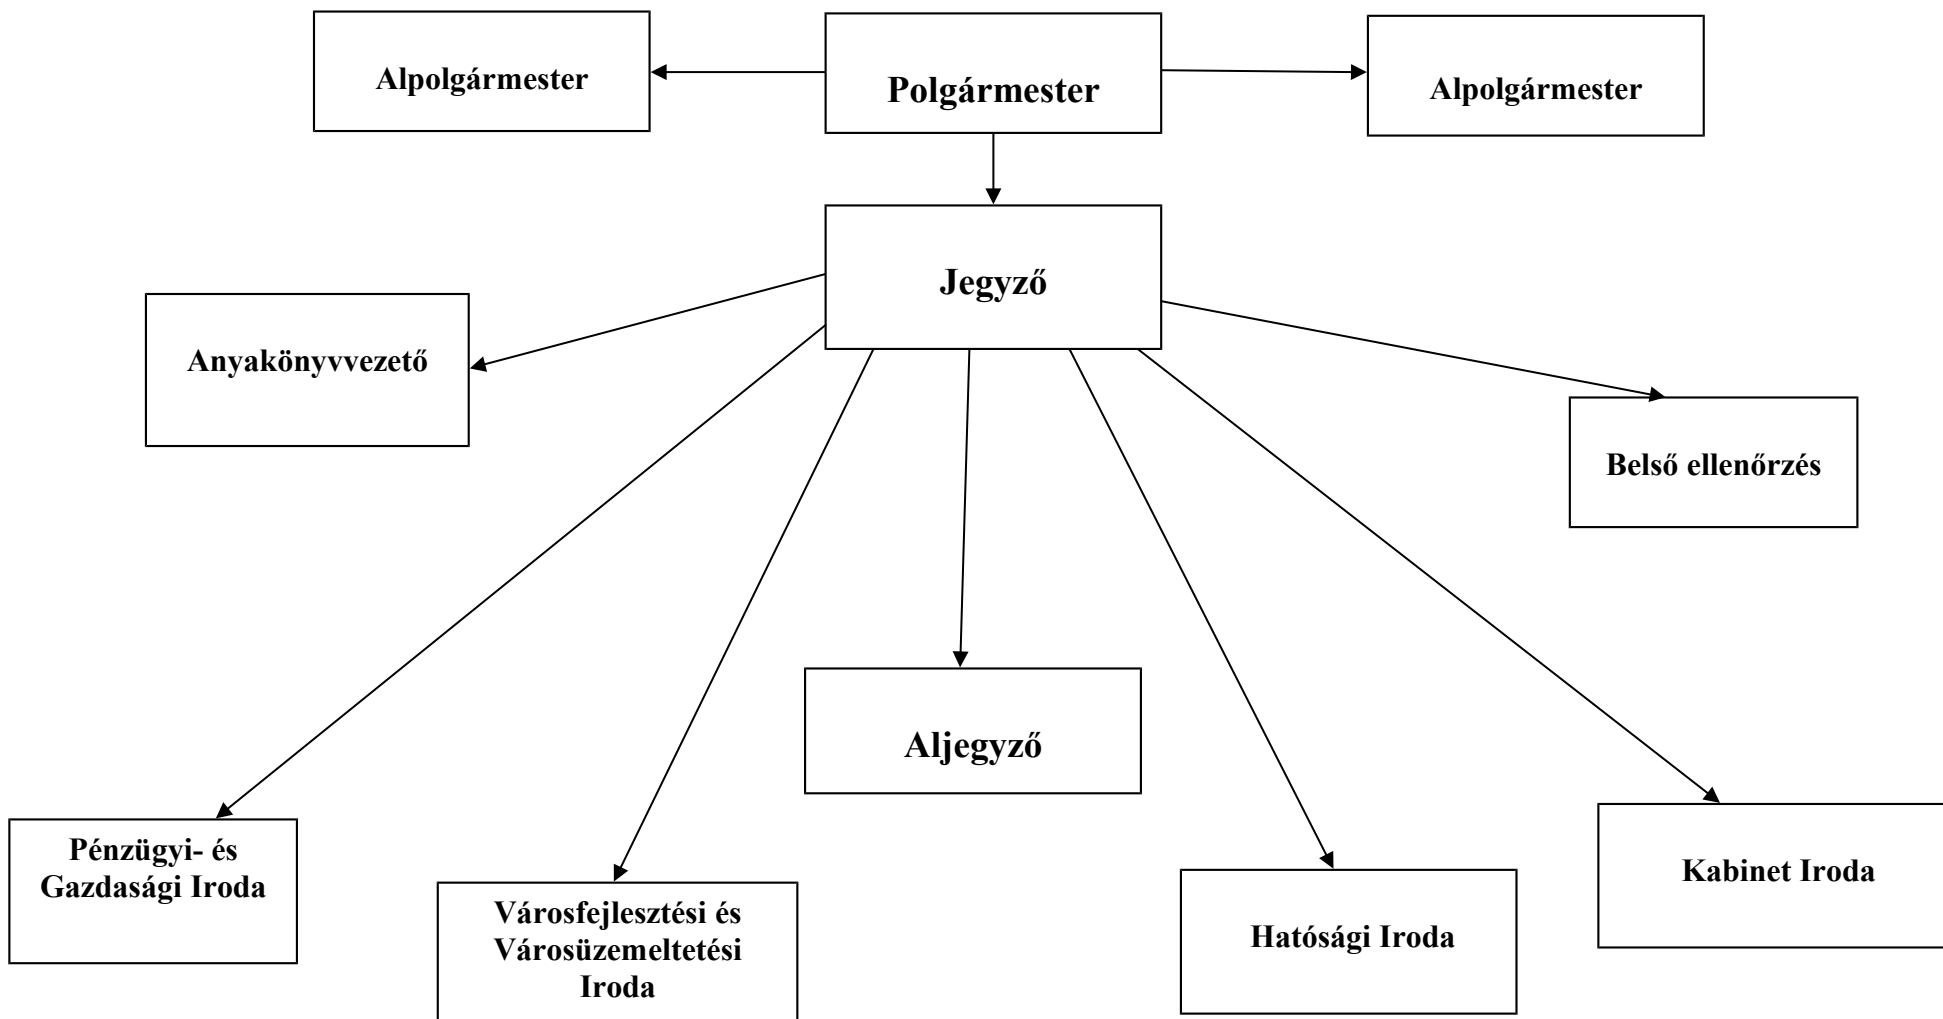 Alpolgármester
Polgármester
Alpolgármester
Jegyző
Anyakönyvvezető
Belső ellenőrzés
Aljegyző
Pénzügyi- és
Gazdasági Iroda
Városfejlesztési és
Városüzemeltetési
Iroda
Hatósági Iroda
Kabinet Iroda